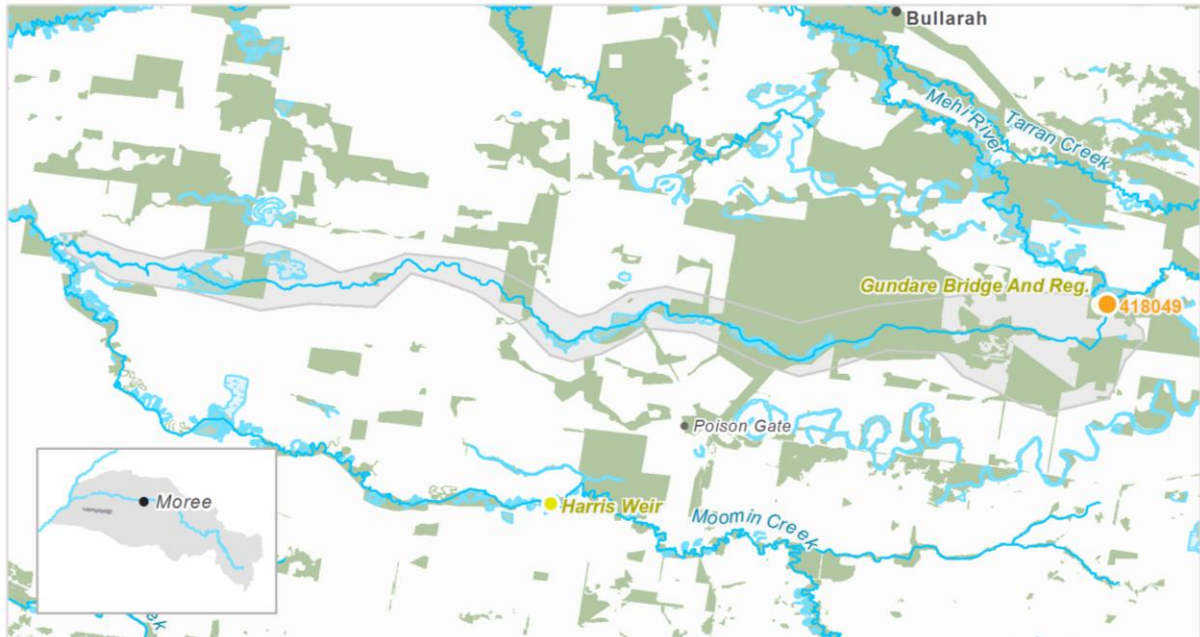 Bullarah
Mehi River
Tarran Creek
Gundare Bridge And Reg.
418049
Poison Gate
Harris Weir
Moomin Creek
Moree